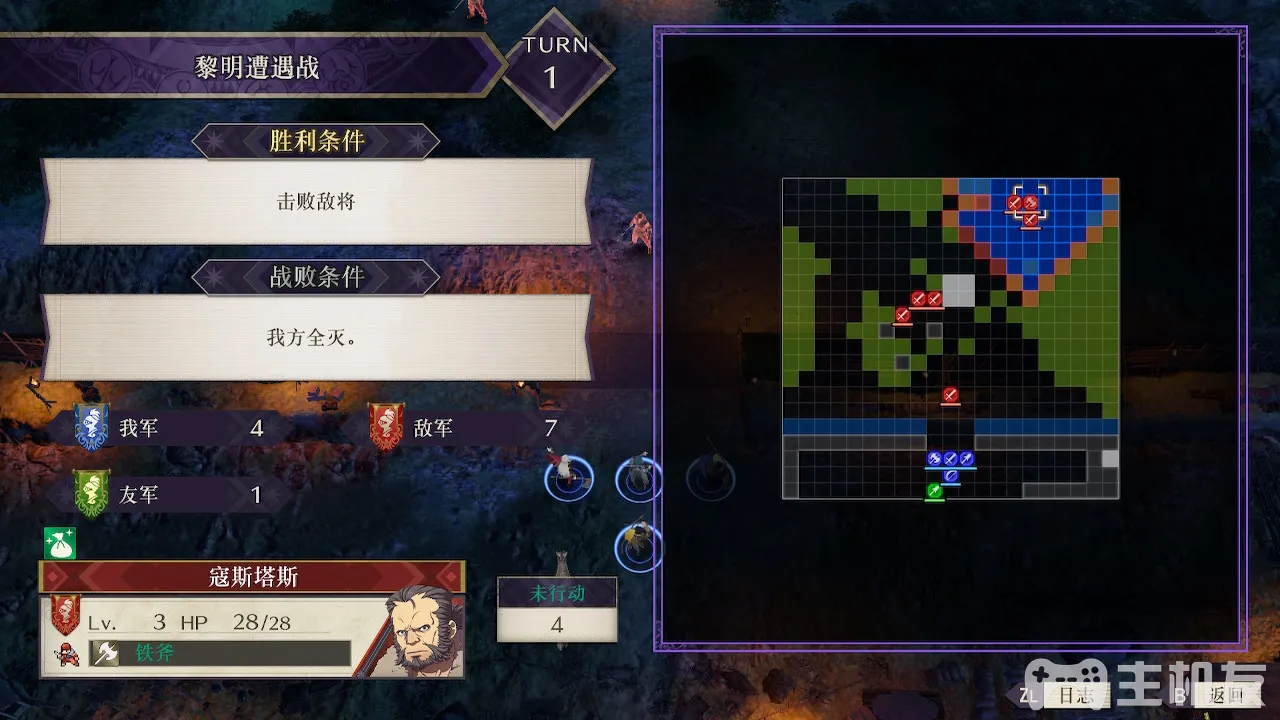 黎明遭遇战
TURN
1
胜利条件
击败敌将
战败条件
我方全灭。
我军 4
敌军 7
友军 1
寇斯塔斯
Lv. 3 HP 28/28
铁斧
未行动
4
主机友
ZL 日志 B 返回